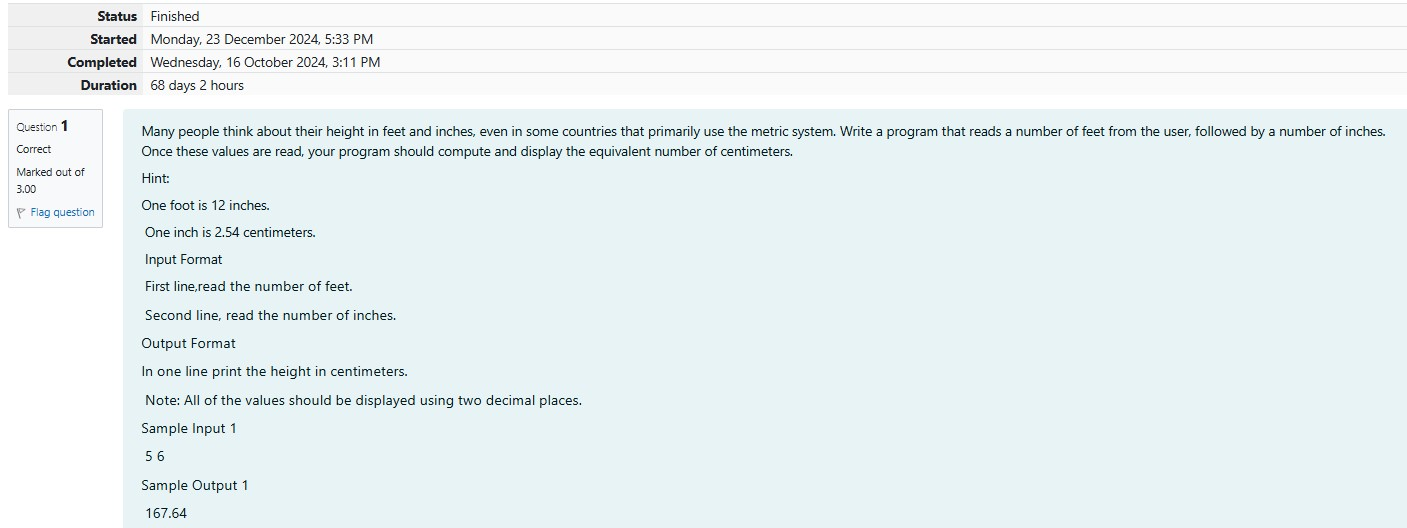 Status Finished
Started Monday, 23 December 2024, 5:33 PM
Completed Wednesday, 16 October 2024, 3:11 PM
Duration 68 days 2 hours
Question 1
Correct
Marked out of
3.00
Flag question
Many people think about their height in feet and inches, even in some countries that primarily use the metric system. Write a program that reads a number of feet from the user, followed by a number of inches.
Once these values are read, your program should compute and display the equivalent number of centimeters.
Hint:
One foot is 12 inches.
One inch is 2.54 centimeters.
Input Format
First line,read the number of feet.
Second line, read the number of inches.
Output Format
In one line print the height in centimeters.
Note: All of the values should be displayed using two decimal places.
Sample Input 1
5 6
Sample Output 1
167.64